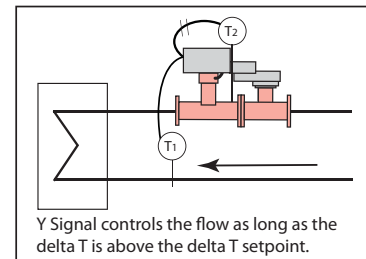 T2
T1
Y Signal controls the flow as long as the
delta T is above the delta T setpoint.